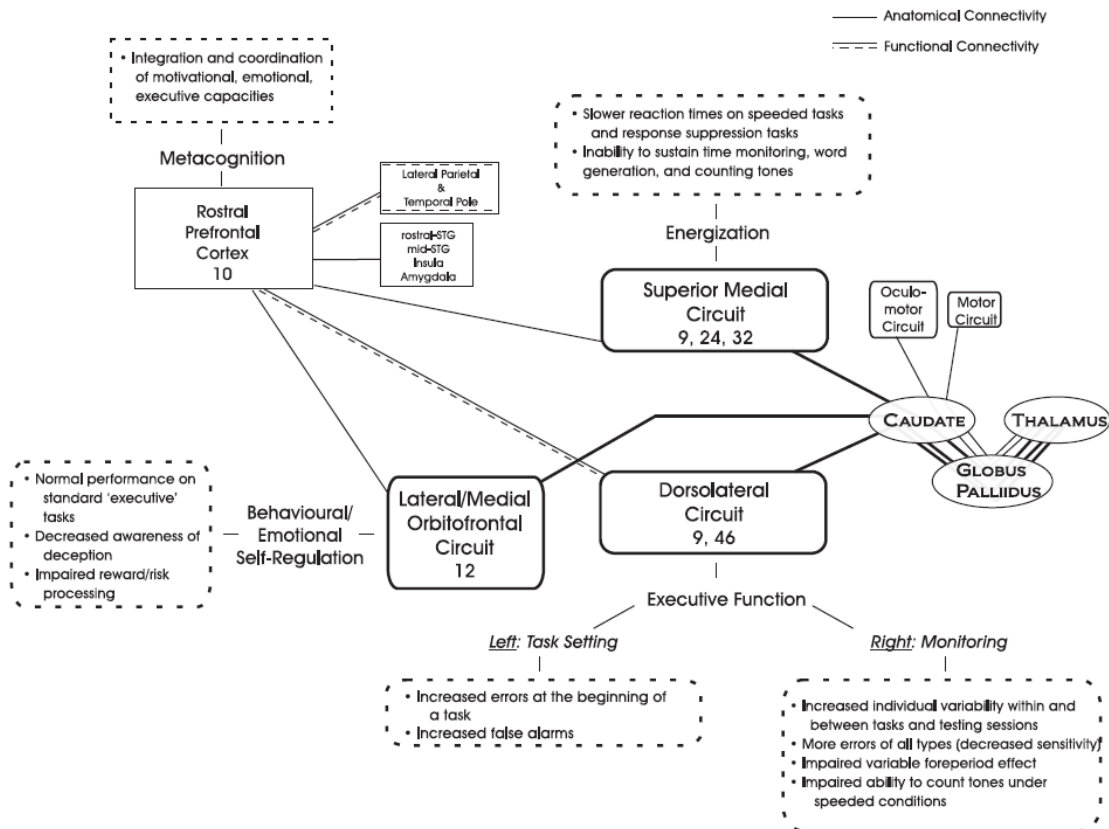 Anatomical Connectivity
Functional Connectivity
• Integration and coordination
of motivational, emotional,
executive capacities
Metacognition
Rostral
Prefrontal
Cortex
10
Lateral Parietal
&
Temporal Pole
rostral-STG
mid-STG
Insula
Amygdala
• Slower reaction times on speeded tasks
and response suppression tasks
• Inability to sustain time monitoring, word
generation, and counting tones
Energization
Superior Medial
Circuit
9, 24, 32
Oculo-
motor
Circuit
Motor
Circuit
CAUDATE
THALAMUS
GLOBUS
PALLIIDUS
• Normal performance on
standard 'executive'
tasks
• Decreased awareness of
deception
• Impaired reward/risk
processing
Behavioural/
Emotional
Self-Regulation
Lateral/Medial
Orbitofrontal
Circuit
12
Dorsolateral
Circuit
9, 46
Executive Function
Left: Task Setting
Right: Monitoring
• Increased errors at the beginning of
a task
• Increased false alarms
• Increased individual variability within and
between tasks and testing sessions
• More errors of all types (decreased sensitivity)
• Impaired variable foreperiod effect
• Impaired ability to count tones under
speeded conditions